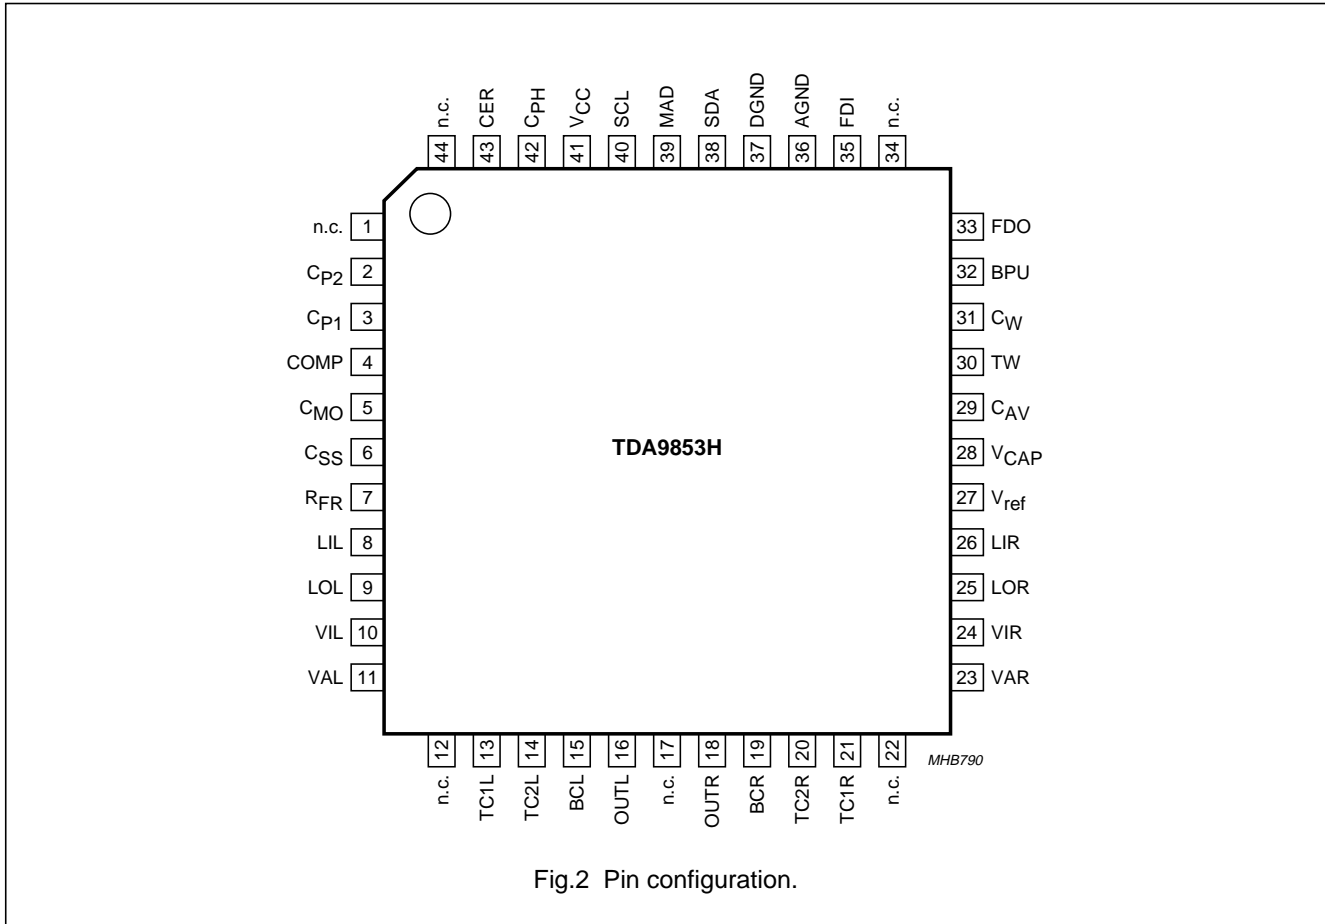 n.c. CER CPH VCC SCL MAD SDA DGND AGND FDI n.c.
44 43 42 41 40 39 38 37 36 35 34
n.c. 1
CP2 2
CP1 3
COMP 4
CMO 5
CSS 6
RFR 7
LIL 8
LOL 9
VIL 10
VAL 11
TDA9853H
33 FDO
32 BPU
31 CW
30 TW
29 CAV
28 VCAP
27 Vref
26 LIR
25 LOR
24 VIR
23 VAR
12 13 14 15 16 17 18 19 20 21 22
n.c. TC1L TC2L BCL OUTL n.c. OUTR BCR TC2R TC1R n.c.
MHB790
Fig.2 Pin configuration.